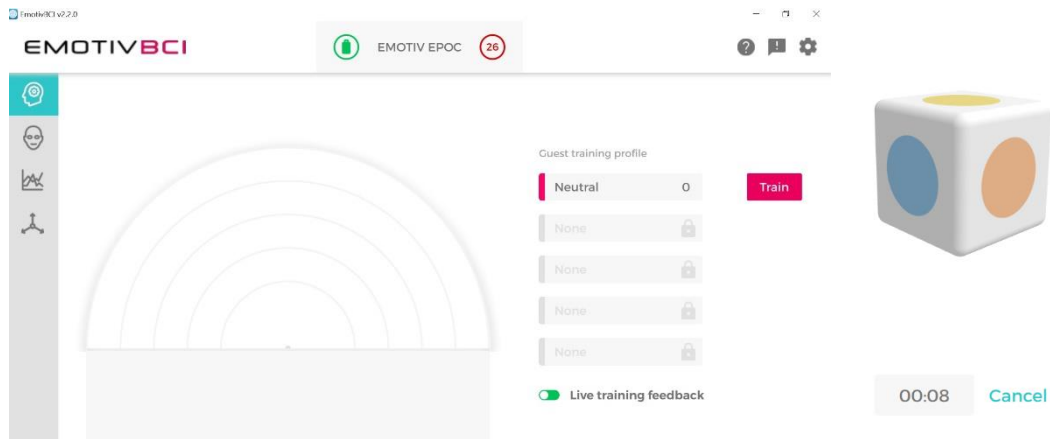 EmotivBCI v2.2.0
EMOTIVBCI
EMOTIV EPOC 26
Guest training profile
Neutral 0 Train
None
None
None
None
Live training feedback
00:08 Cancel